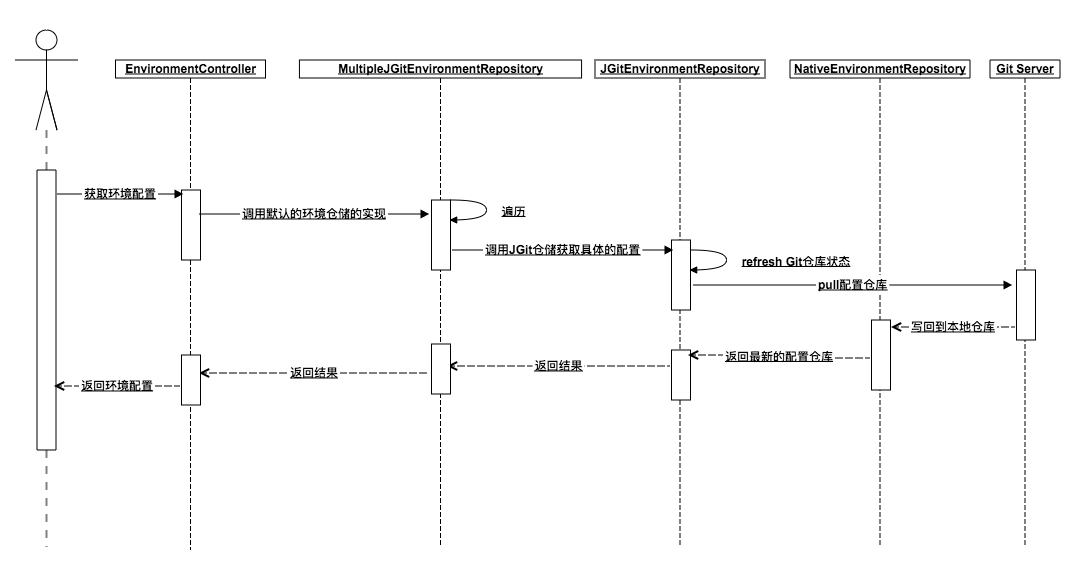 EnvironmentController
MultipleJGitEnvironmentRepository
JGitEnvironmentRepository
NativeEnvironmentRepository
Git Server
获取环境配置
调用默认的环境仓储的实现
遍历
调用JGit仓储获取具体的配置
refresh Git仓库状态
pull配置仓库
写回到本地仓库
返回最新的配置仓库
返回结果
返回结果
返回环境配置